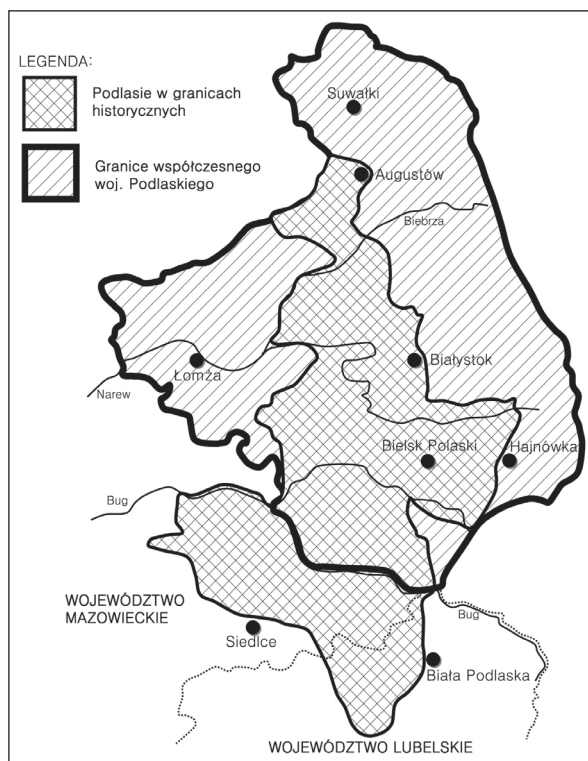 LEGENDA:
Podlasie w granicach
historycznych
Granice współczesnego
woj. Podlaskiego
Suwałki
Augustów
Biebrza
Białystok
Łomża
Narew
Bielsk Polaski
Hajnówka
Bug
WOJEWÓDZTWO
MAZOWIECKIE
Siedlce
Bug
Biała Podlaska
WOJEWÓDZTWO LUBELSKIE